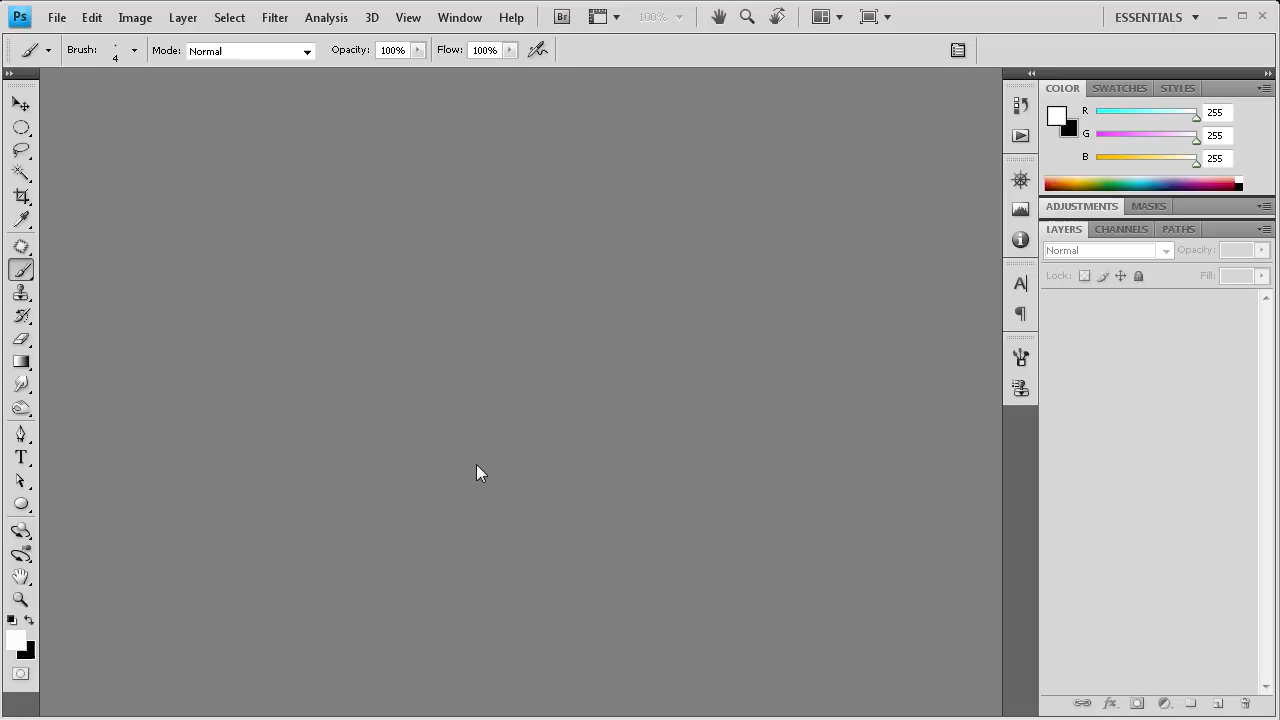 Ps File Edit Image Layer Select Filter Analysis 3D View Window Help Br 100% ESSENTIALS
Brush: 4 Mode: Normal Opacity: 100% Flow: 100%
COLOR SWATCHES STYLES
R 255
G 255
B 255
ADJUSTMENTS MASKS
LAYERS CHANNELS PATHS
Normal Opacity:
Lock: Fill: